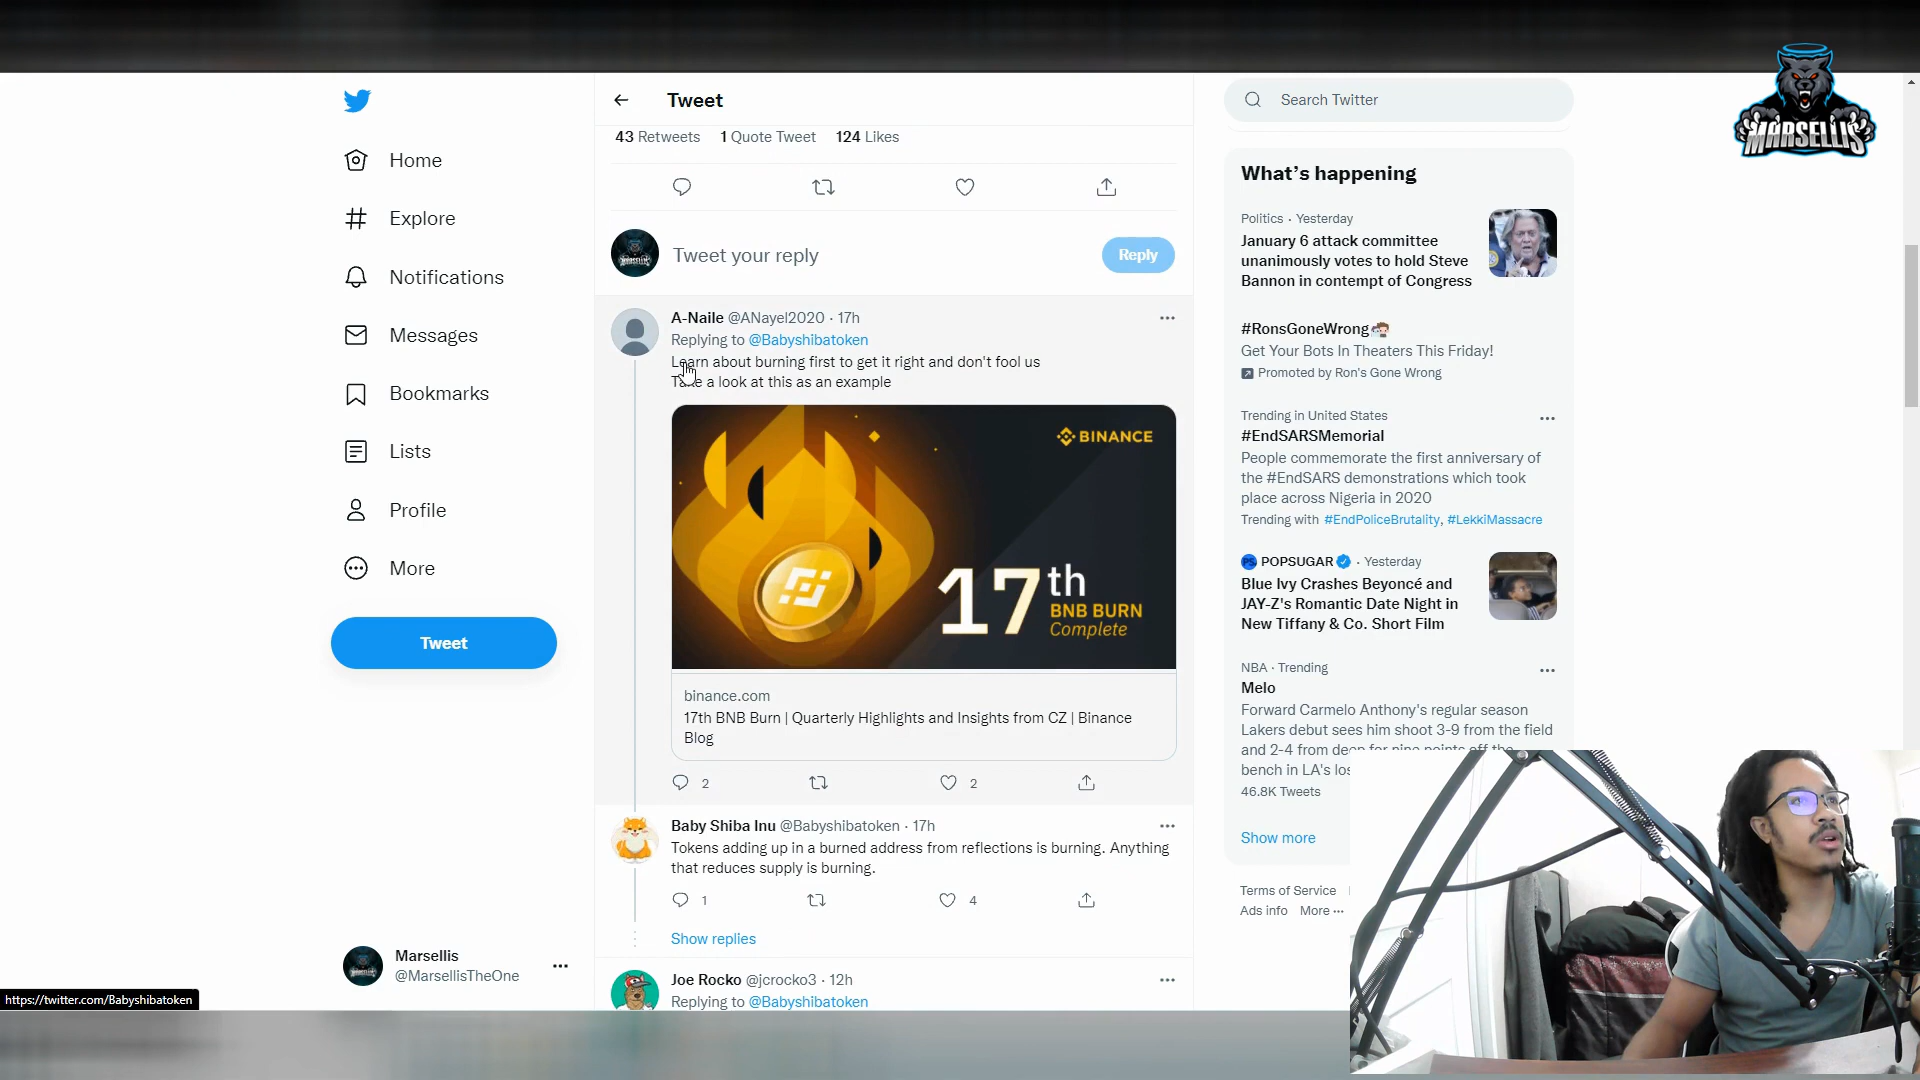 MARSELLIS
Home
Explore
Notifications
Messages
Bookmarks
Lists
Profile
More
Tweet
Marsellis
@MarsellisTheOne
https://twitter.com/Babyshibatoken
Tweet
43 Retweets 1 Quote Tweet 124 Likes
Tweet your reply
Reply
A-Naile @ANayel2020 · 17h
Replying to @Babyshibatoken
Learn about burning first to get it right and don't fool us
Take a look at this as an example
BINANCE
17th
BNB BURN
Complete
binance.com
17th BNB Burn | Quarterly Highlights and Insights from CZ | Binance
Blog
2
2
Baby Shiba Inu @Babyshibatoken · 17h
Tokens adding up in a burned address from reflections is burning. Anything
that reduces supply is burning.
1
4
Show replies
Joe Rocko @jcrocko3 · 12h
Replying to @Babyshibatoken
Search Twitter
What's happening
Politics · Yesterday
January 6 attack committee
unanimously votes to hold Steve
Bannon in contempt of Congress
#RonsGoneWrong
Get Your Bots In Theaters This Friday!
Promoted by Ron's Gone Wrong
Trending in United States
#EndSARSMemorial
People commemorate the first anniversary of
the #EndSARS demonstrations which took
place across Nigeria in 2020
Trending with #EndPoliceBrutality, #LekkiMassacre
POPSUGAR · Yesterday
Blue Ivy Crashes Beyoncé and
JAY-Z's Romantic Date Night in
New Tiffany & Co. Short Film
NBA · Trending
Melo
Forward Carmelo Anthony's regular season
Lakers debut sees him shoot 3-9 from the field
and 2-4 from deep for nine points off the
bench in LA's los
46.8K Tweets
Show more
Terms of Service
Ads info More ···